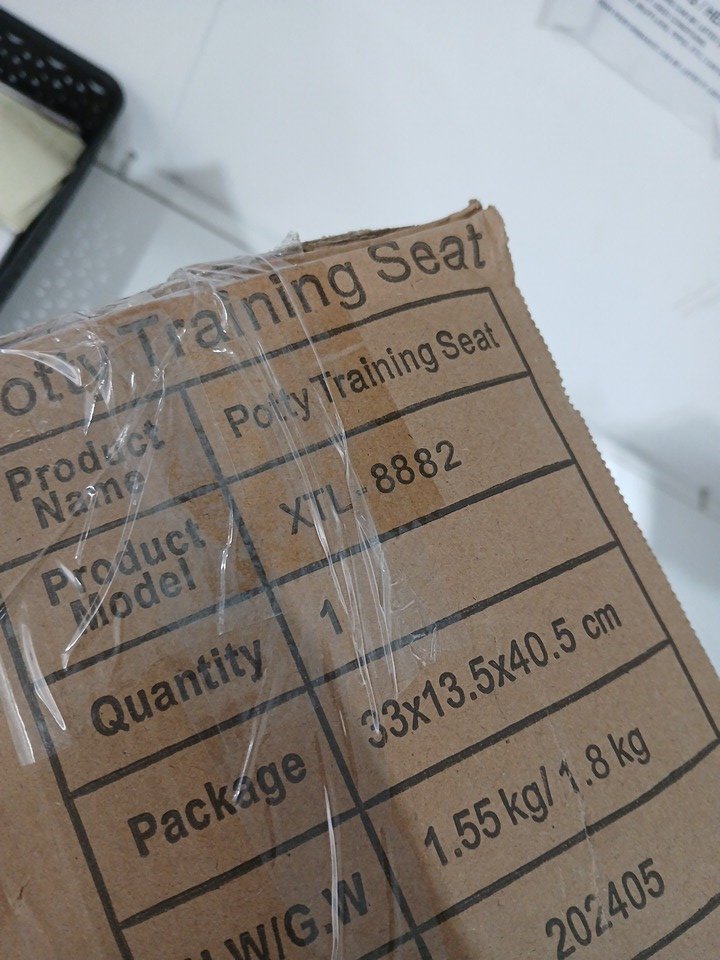 Potty Training Seat
Product Name Potty Training Seat
Product Model XTL-8882
Quantity 1
Package 33x13.5x40.5 cm
N.W/G.W 1.55 kg/ 1.8 kg
202405